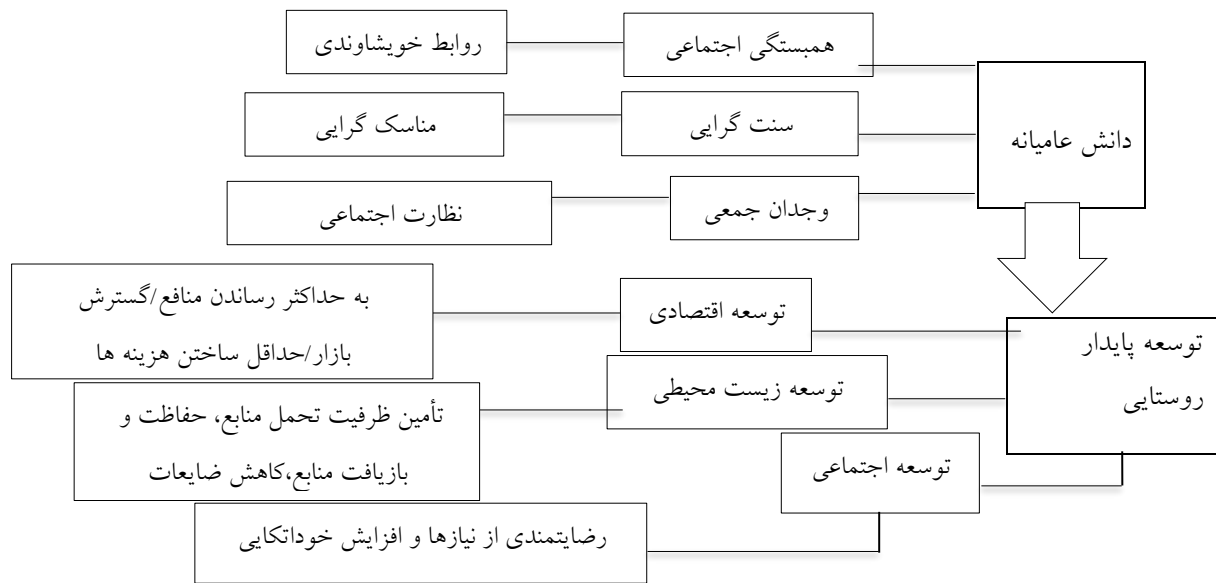 همبستگی اجتماعی
روابط خویشاوندی
دانش عامیانه
سنت گرایی
مناسک گرایی
وجدان جمعی
نظارت اجتماعی
توسعه پایدار
روستایی
توسعه اقتصادی
به حداکثر رساندن منافع/گسترش
بازار/حداقل ساختن هزینه ها
توسعه زیست محیطی
تأمین ظرفیت تحمل منابع، حفاظت و
بازیافت منابع،کاهش ضایعات
توسعه اجتماعی
رضایتمندی از نیازها و افزایش خوداتکایی